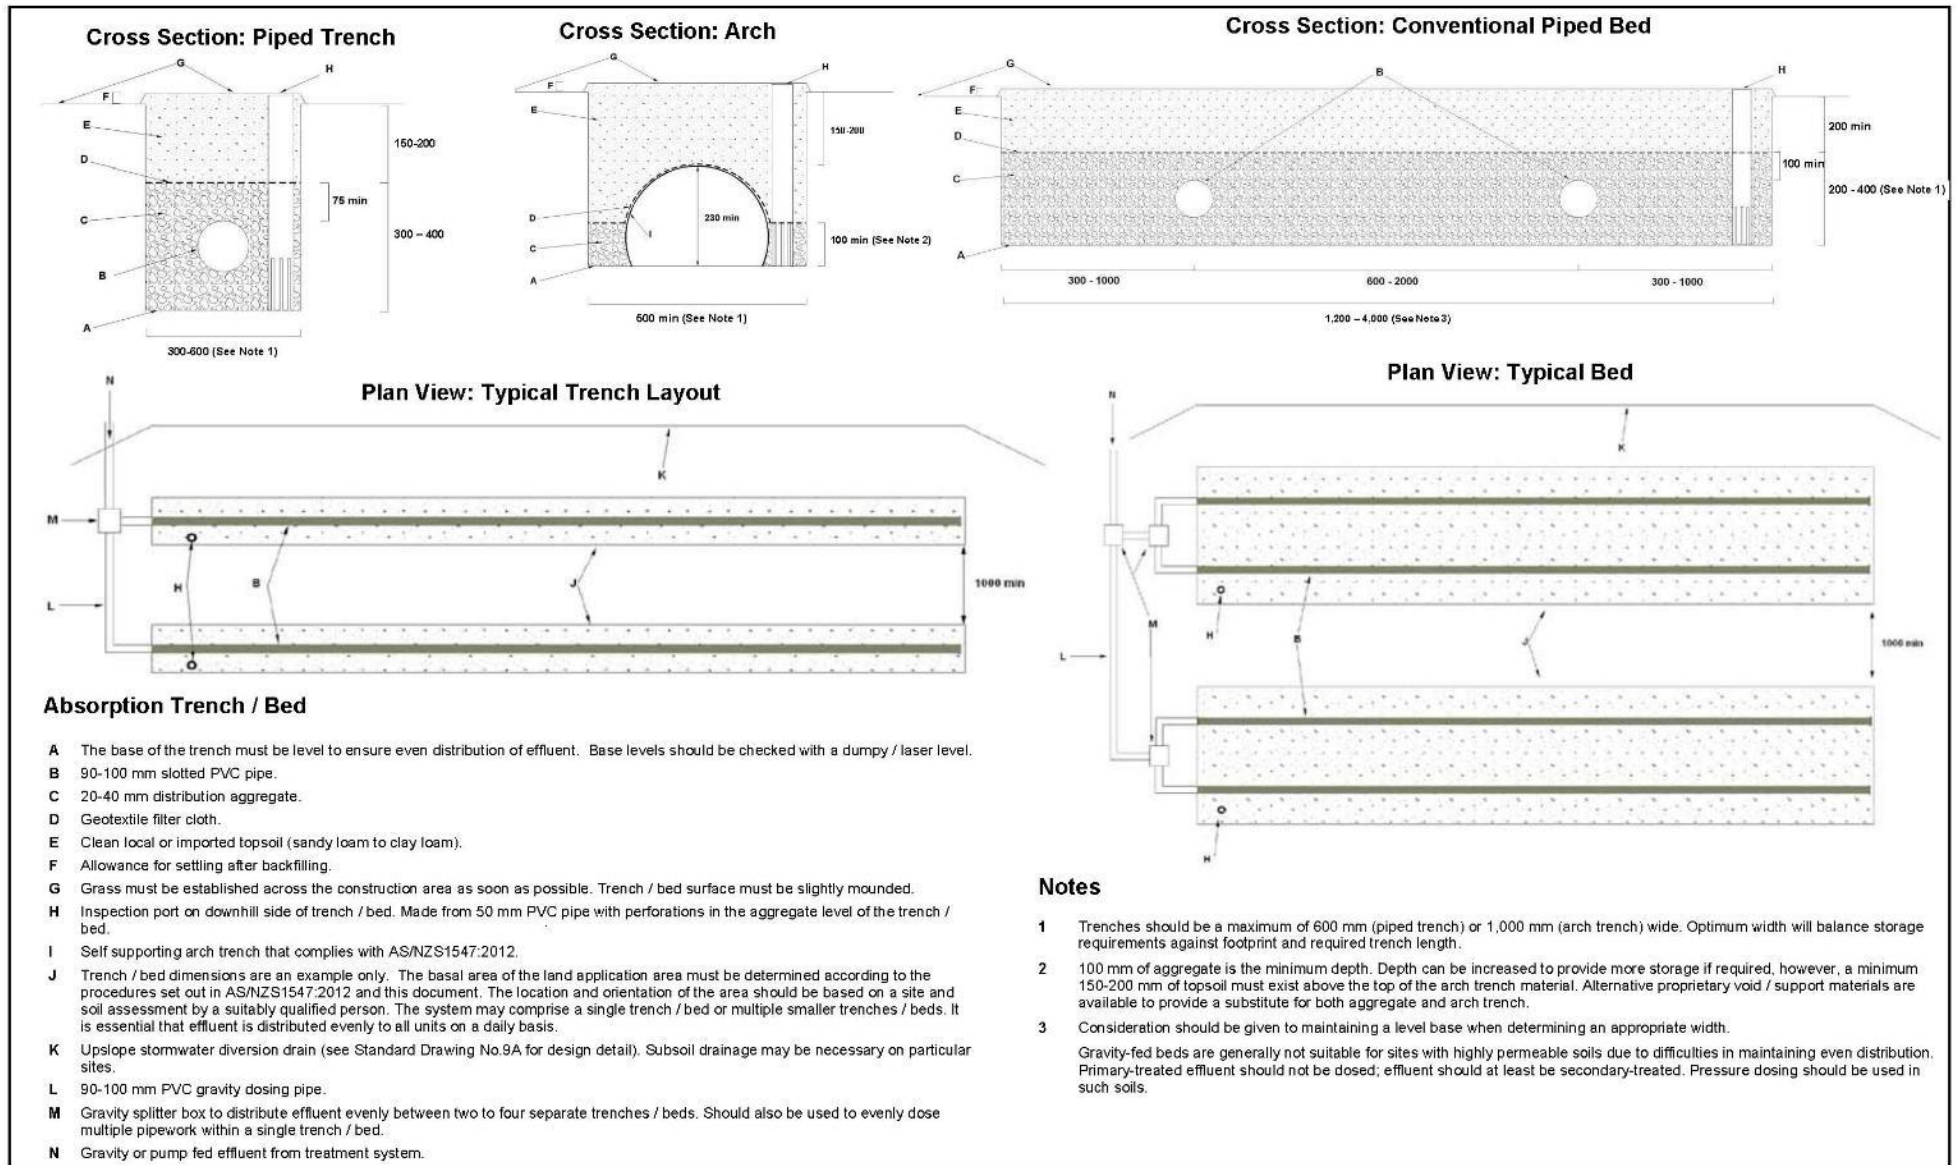 Cross Section: Piped Trench
G
H
F
E
D
C
B
A
150-200
75 min
300 – 400
300-600 (See Note 1)
Cross Section: Arch
G
H
F
E
D
C
I
A
150-200
230 min
100 min (See Note 2)
500 min (See Note 1)
Cross Section: Conventional Piped Bed
G
B
H
F
E
D
C
A
200 min
100 min
200 - 400 (See Note 1)
300 - 1000
600 - 2000
300 - 1000
1,200 – 4,000 (See Note 3)
Plan View: Typical Trench Layout
N
K
M
H
B
J
L
1000 min
Plan View: Typical Bed
N
K
M
H
B
J
L
H
1000 min
Absorption Trench / Bed
A The base of the trench must be level to ensure even distribution of effluent. Base levels should be checked with a dumpy / laser level.
B 90-100 mm slotted PVC pipe.
C 20-40 mm distribution aggregate.
D Geotextile filter cloth.
E Clean local or imported topsoil (sandy loam to clay loam).
F Allowance for settling after backfilling.
G Grass must be established across the construction area as soon as possible. Trench / bed surface must be slightly mounded.
H Inspection port on downhill side of trench / bed. Made from 50 mm PVC pipe with perforations in the aggregate level of the trench /
bed.
I Self supporting arch trench that complies with AS/NZS1547:2012.
J Trench / bed dimensions are an example only. The basal area of the land application area must be determined according to the
procedures set out in AS/NZS1547:2012 and this document. The location and orientation of the area should be based on a site and
soil assessment by a suitably qualified person. The system may comprise a single trench / bed or multiple smaller trenches / beds. It
is essential that effluent is distributed evenly to all units on a daily basis.
K Upslope stormwater diversion drain (see Standard Drawing No.9A for design detail). Subsoil drainage may be necessary on particular
sites.
L 90-100 mm PVC gravity dosing pipe.
M Gravity splitter box to distribute effluent evenly between two to four separate trenches / beds. Should also be used to evenly dose
multiple pipework within a single trench / bed.
N Gravity or pump fed effluent from treatment system.
Notes
1 Trenches should be a maximum of 600 mm (piped trench) or 1,000 mm (arch trench) wide. Optimum width will balance storage
requirements against footprint and required trench length.
2 100 mm of aggregate is the minimum depth. Depth can be increased to provide more storage if required, however, a minimum
150-200 mm of topsoil must exist above the top of the arch trench material. Alternative proprietary void / support materials are
available to provide a substitute for both aggregate and arch trench.
3 Consideration should be given to maintaining a level base when determining an appropriate width.
Gravity-fed beds are generally not suitable for sites with highly permeable soils due to difficulties in maintaining even distribution.
Primary-treated effluent should not be dosed; effluent should at least be secondary-treated. Pressure dosing should be used in
such soils.